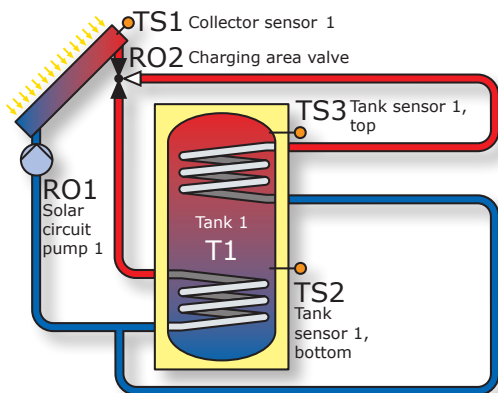 TS1 Collector sensor 1
RO2 Charging area valve
TS3 Tank sensor 1,
top
RO1
Solar
circuit
pump 1
Tank 1
T1
TS2
Tank
sensor 1,
bottom